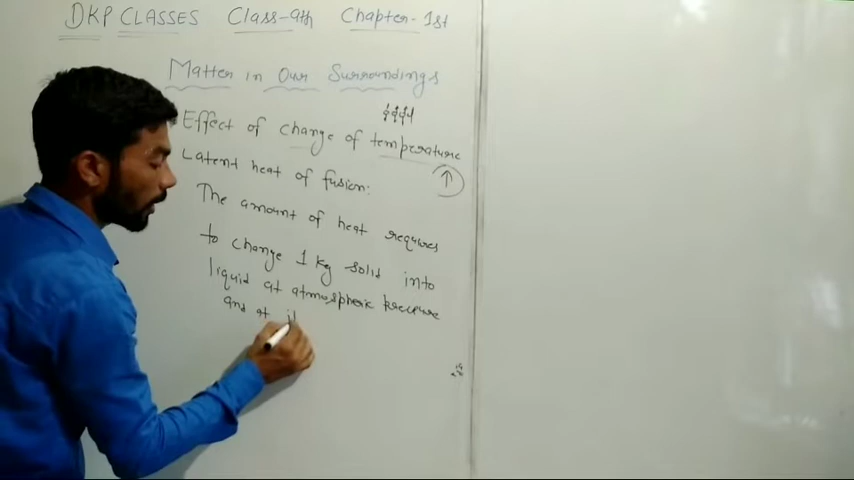 DKP CLASSES Class-9th Chapter-1st
Matter in Our Surroundings
Effect of change of temperature
Latent heat of fusion:
↑
The amount of heat requires
to change 1 kg solid into
liquid at atmospheric pressure
and at